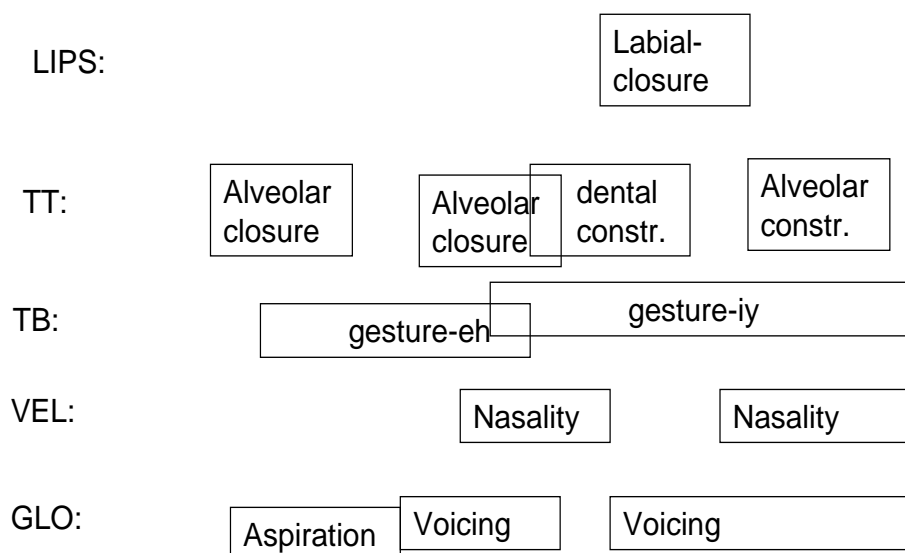 LIPS:
Labial-
closure
TT:
Alveolar
closure
Alveolar
closure
dental
constr.
Alveolar
constr.
TB:
gesture-eh
gesture-iy
VEL:
Nasality
Nasality
GLO:
Aspiration
Voicing
Voicing